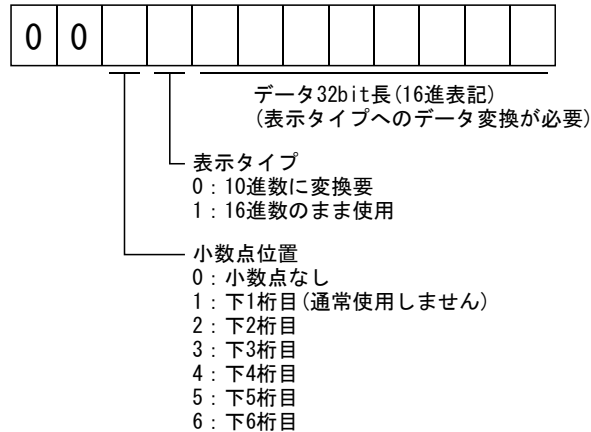 0 0
データ32bit長(16進表記)
(表示タイプへのデータ変換が必要)
表示タイプ
0：10進数に変換要
1：16進数のまま使用
小数点位置
0：小数点なし
1：下1桁目(通常使用しません)
2：下2桁目
3：下3桁目
4：下4桁目
5：下5桁目
6：下6桁目